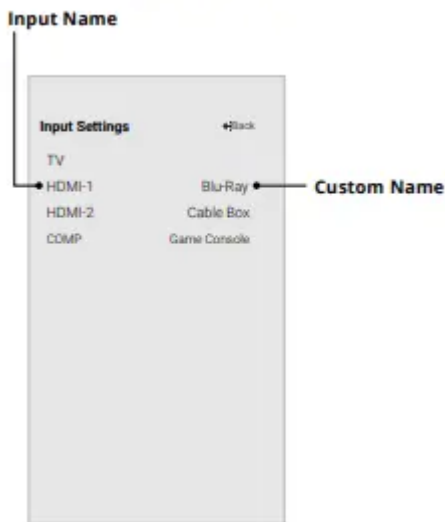 Input Name
Input Settings Back
TV
HDMI-1 Blu-Ray Custom Name
HDMI-2 Cable Box
COMP Game Console